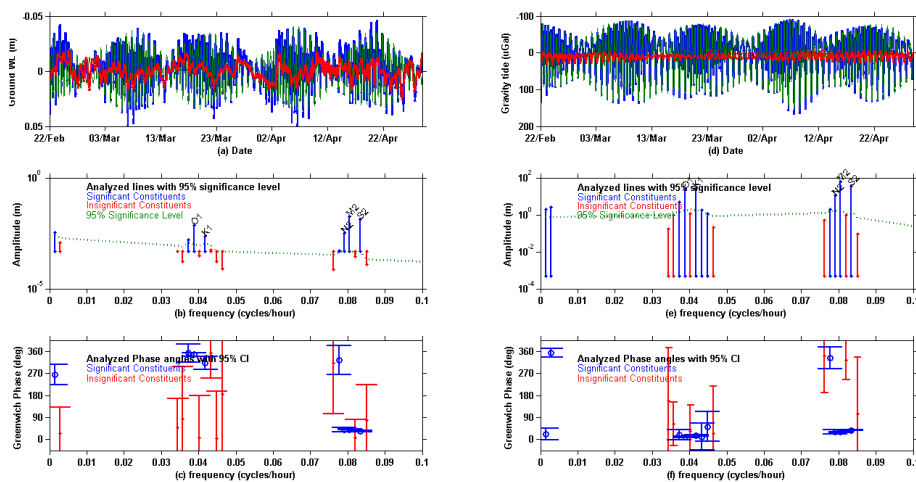 -0.05
0
0.05
Ground WL (m)
22/Feb 03/Mar 13/Mar 23/Mar 02/Apr 12/Apr 22/Apr
(a) Date
-100
0
100
200
Gravity tide (nGal)
22/Feb 03/Mar 13/Mar 23/Mar 02/Apr 12/Apr 22/Apr
(d) Date
10^0
10^-5
Amplitude (m)
Analyzed lines with 95% significance level
Significant Constituents
Insignificant Constituents
95% Significance Level
O1
K1
N2
M2
S2
0 0.01 0.02 0.03 0.04 0.05 0.06 0.07 0.08 0.09 0.1
(b) frequency (cycles/hour)
10^2
10^0
10^-2
10^-4
Amplitude (m)
Analyzed lines with 95% significance level
Significant Constituents
Insignificant Constituents
95% Significance Level
O1
K1
N2
M2
S2
0 0.01 0.02 0.03 0.04 0.05 0.06 0.07 0.08 0.09 0.1
(e) frequency (cycles/hour)
360
270
180
90
0
Greenwich Phase (deg)
Analyzed Phase angles with 95% CI
Significant Constituents
Insignificant Constituents
0 0.01 0.02 0.03 0.04 0.05 0.06 0.07 0.08 0.09 0.1
(c) frequency (cycles/hour)
360
270
180
90
0
Greenwich Phase (deg)
Analyzed Phase angles with 95% CI
Significant Constituents
Insignificant Constituents
0 0.01 0.02 0.03 0.04 0.05 0.06 0.07 0.08 0.09 0.1
(f) frequency (cycles/hour)